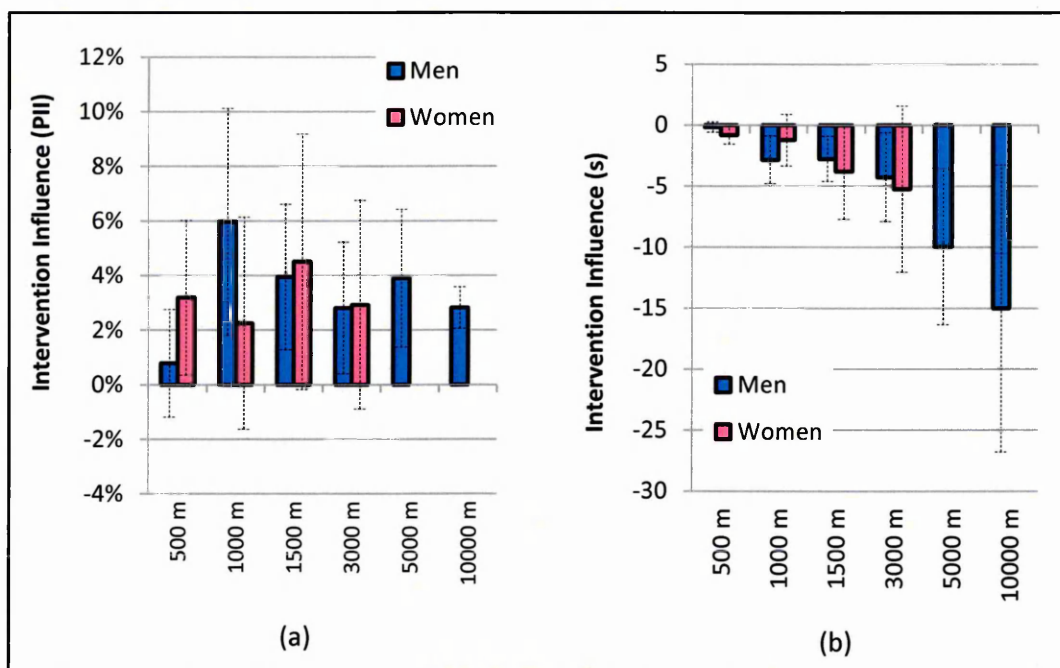 Intervention Influence (PII)
12%
10%
8%
6%
4%
2%
0%
-2%
-4%
Men
Women
500 m
1000 m
1500 m
3000 m
5000 m
10000 m
(a)
Intervention Influence (s)
5
0
-5
-10
-15
-20
-25
-30
Men
Women
500 m
1000 m
1500 m
3000 m
5000 m
10000 m
(b)